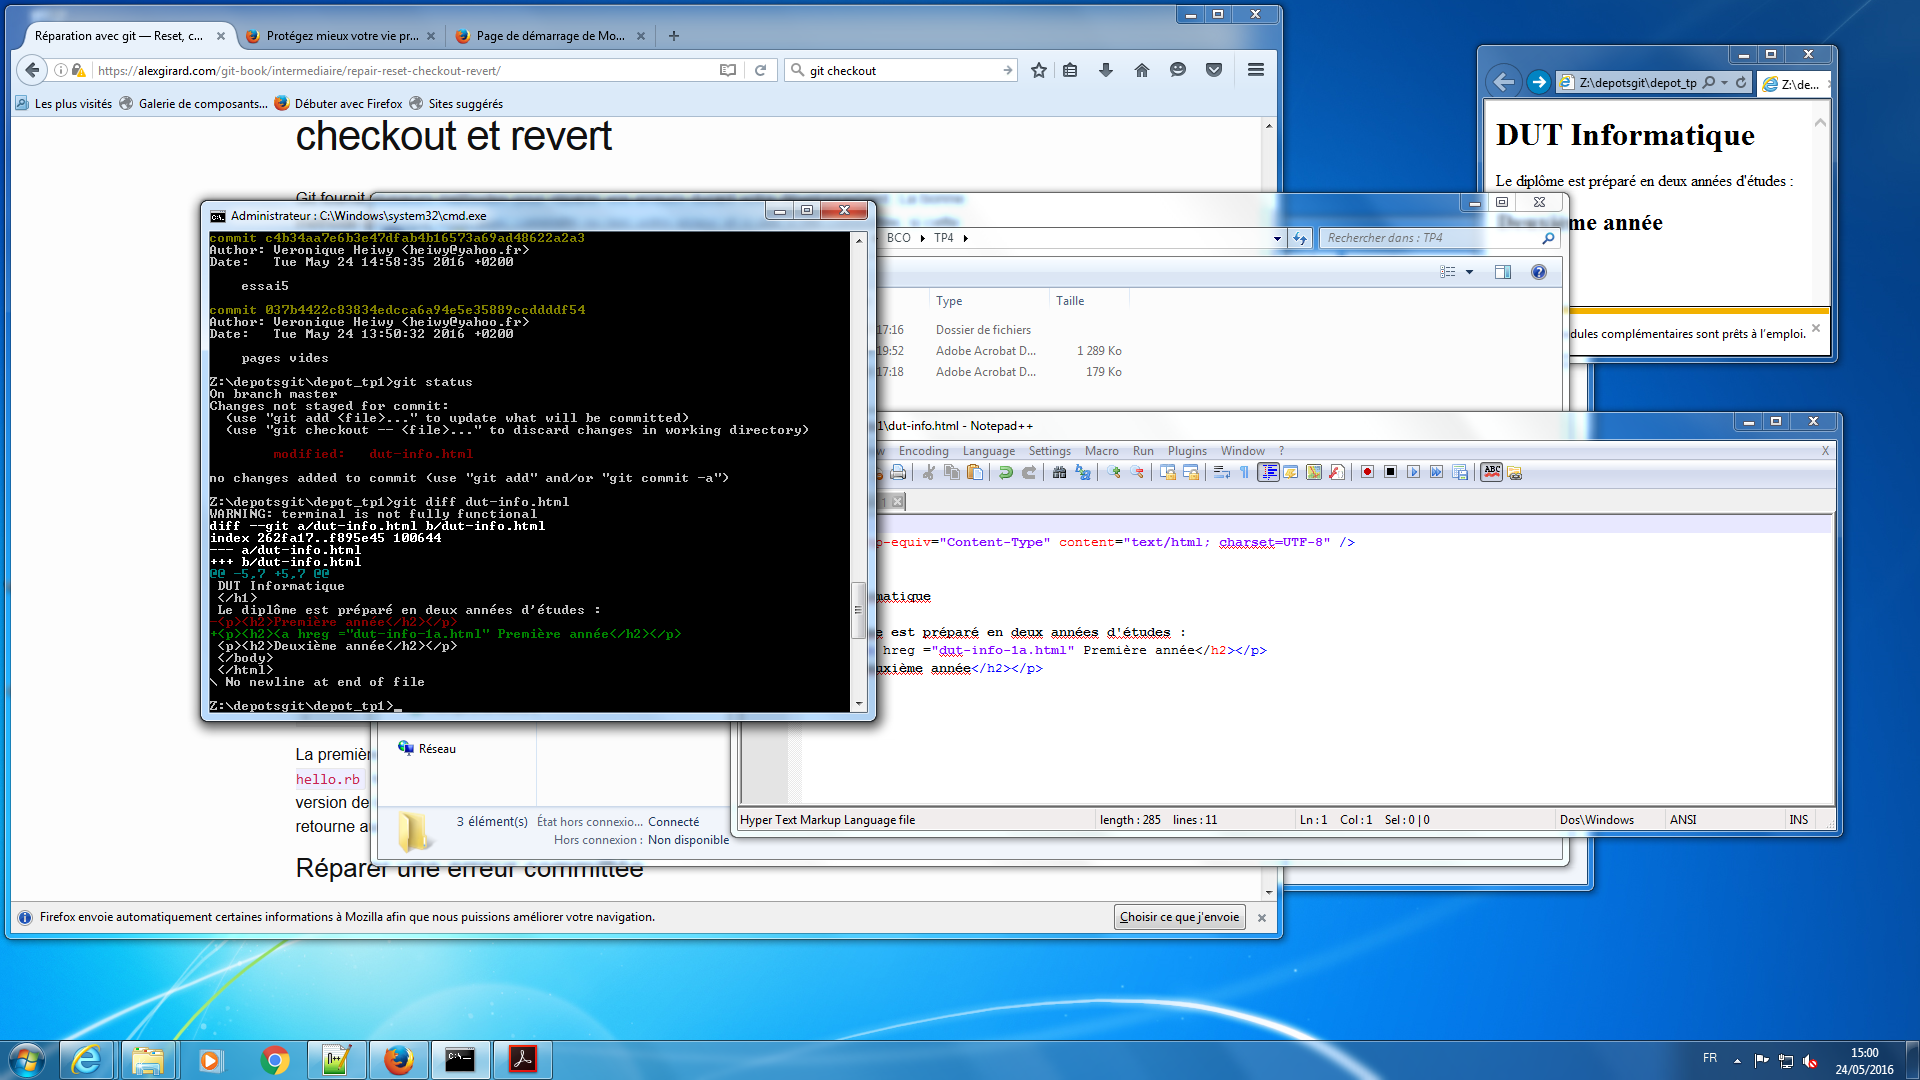 Réparation avec git — Reset, c...
Protégez mieux votre vie pr...
Page de démarrage de Mo...
https://alexgirard.com/git-book/intermediaire/repair-reset-checkout-revert/
git checkout
Les plus visités
Galerie de composants...
Débuter avec Firefox
Sites suggérés
checkout et revert
Git fournit
La première
hello.rb
version de
retourne a
Réparer une erreur committée
Firefox envoie automatiquement certaines informations à Mozilla afin que nous puissions améliorer votre navigation.
Choisir ce que j'envoie
Administrateur : C:\Windows\system32\cmd.exe
commit c4b34aa7e6b3e47dfab4b16573a69ad48622a2a3
Author: Veronique Heiwy <heiwy@yahoo.fr>
Date:   Tue May 24 14:58:35 2016 +0200
essai5
commit 037b4422c83834edcca6a94e5e35889ccddddf54
Author: Veronique Heiwy <heiwy@yahoo.fr>
Date:   Tue May 24 13:50:32 2016 +0200
pages vides
Z:\depotsgit\depot_tp1>git status
On branch master
Changes not staged for commit:
(use "git add <file>..." to update what will be committed)
(use "git checkout -- <file>..." to discard changes in working directory)
modified:   dut-info.html
no changes added to commit (use "git add" and/or "git commit -a")
Z:\depotsgit\depot_tp1>git diff dut-info.html
WARNING: terminal is not fully functional
diff --git a/dut-info.html b/dut-info.html
index 262fa17..f895e45 100644
--- a/dut-info.html
+++ b/dut-info.html
@@ -5,7 +5,7 @@
DUT Informatique
</h1>
Le diplôme est préparé en deux années d'études :
-<p><h2>Première année</h2></p>
+<p><h2><a hreg ="dut-info-1a.html" Première année</h2></p>
<p><h2>Deuxième année</h2></p>
</body>
</html>
\ No newline at end of file
Z:\depotsgit\depot_tp1>_
BCO
TP4
Rechercher dans : TP4
Type
Taille
17:16
Dossier de fichiers
19:52
Adobe Acrobat D...
1 289 Ko
17:18
Adobe Acrobat D...
179 Ko
Réseau
3 élément(s)
État hors connexio... Connecté
Hors connexion : Non disponible
1\dut-info.html - Notepad++
w Encoding Language Settings Macro Run Plugins Window ?
X
p-equiv="Content-Type" content="text/html; charset=UTF-8" />
matique
e est préparé en deux années d'études :
hreg ="dut-info-1a.html" Première année</h2></p>
uxième année</h2></p>
Hyper Text Markup Language file
length : 285 lines : 11
Ln : 1 Col : 1 Sel : 0 | 0
Dos\Windows
ANSI
INS
Z:\depotsgit\depot_tp
Z:\de...
DUT Informatique
Le diplôme est préparé en deux années d'études :
Deuxième année
dules complémentaires sont prêts à l'emploi.
FR
15:00
24/05/2016